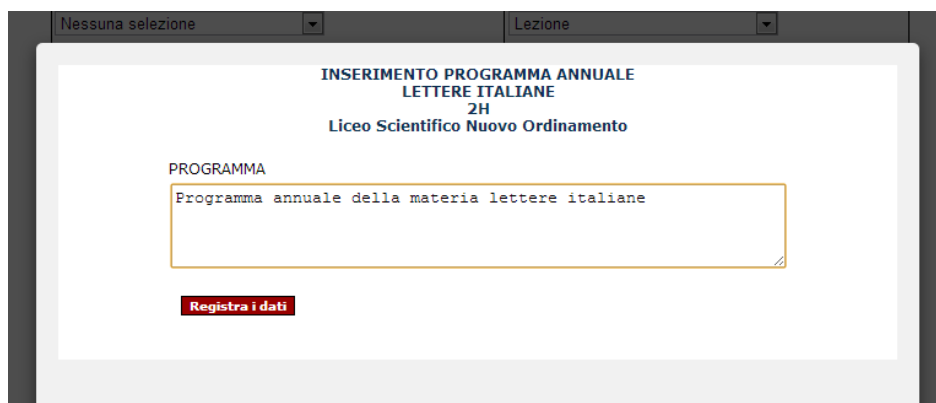 Nessuna selezione
Lezione
INSERIMENTO PROGRAMMA ANNUALE
LETTERE ITALIANE
2H
Liceo Scientifico Nuovo Ordinamento
PROGRAMMA
Programma annuale della materia lettere italiane
Registra i dati